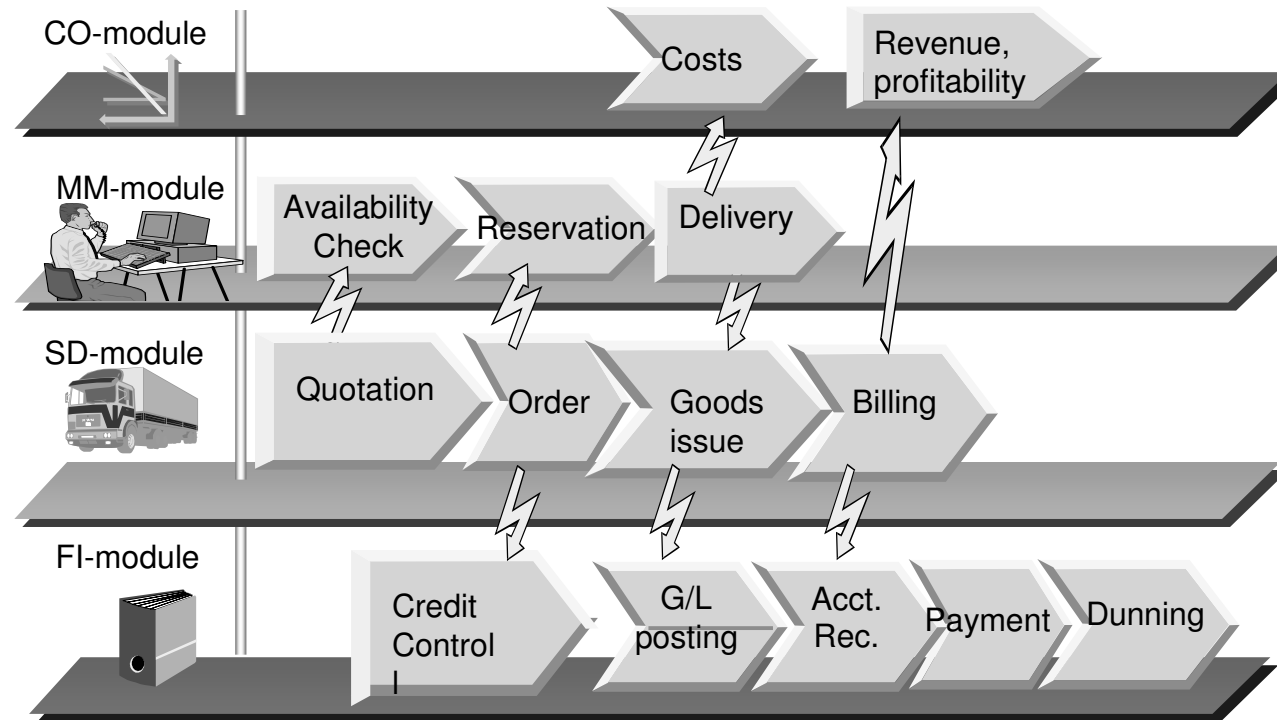 CO-module
Costs
Revenue,
profitability
MM-module
Availability
Check
Reservation
Delivery
SD-module
Quotation
Order
Goods
issue
Billing
FI-module
Credit
Control
l
G/L
posting
Acct.
Rec.
Payment
Dunning